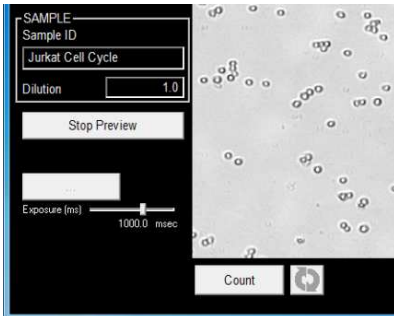 SAMPLE
Sample ID
Jurkat Cell Cycle
Dilution 1.0
Stop Preview
...
Exposure (ms)
1000.0 msec
Count